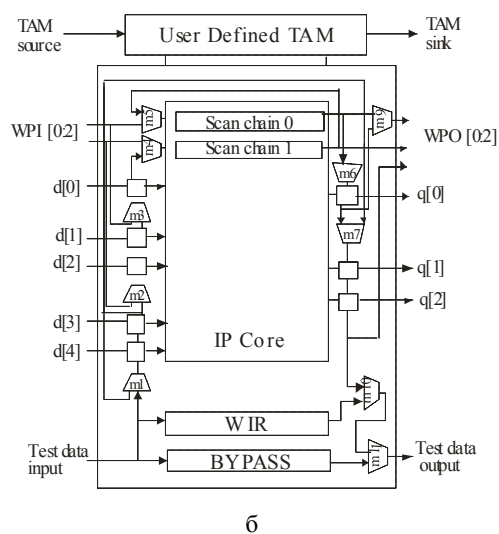 TAM source
User Defined TAM
TAM sink
m5
Scan chain 0
m9
WPI [0:2]
m4
Scan chain 1
WPO [0:2]
m6
d[0]
q[0]
m3
m7
d[1]
d[2]
q[1]
m2
q[2]
d[3]
IP Core
d[4]
m1
m10
WIR
Test data input
BYPASS
m11
Test data output
б